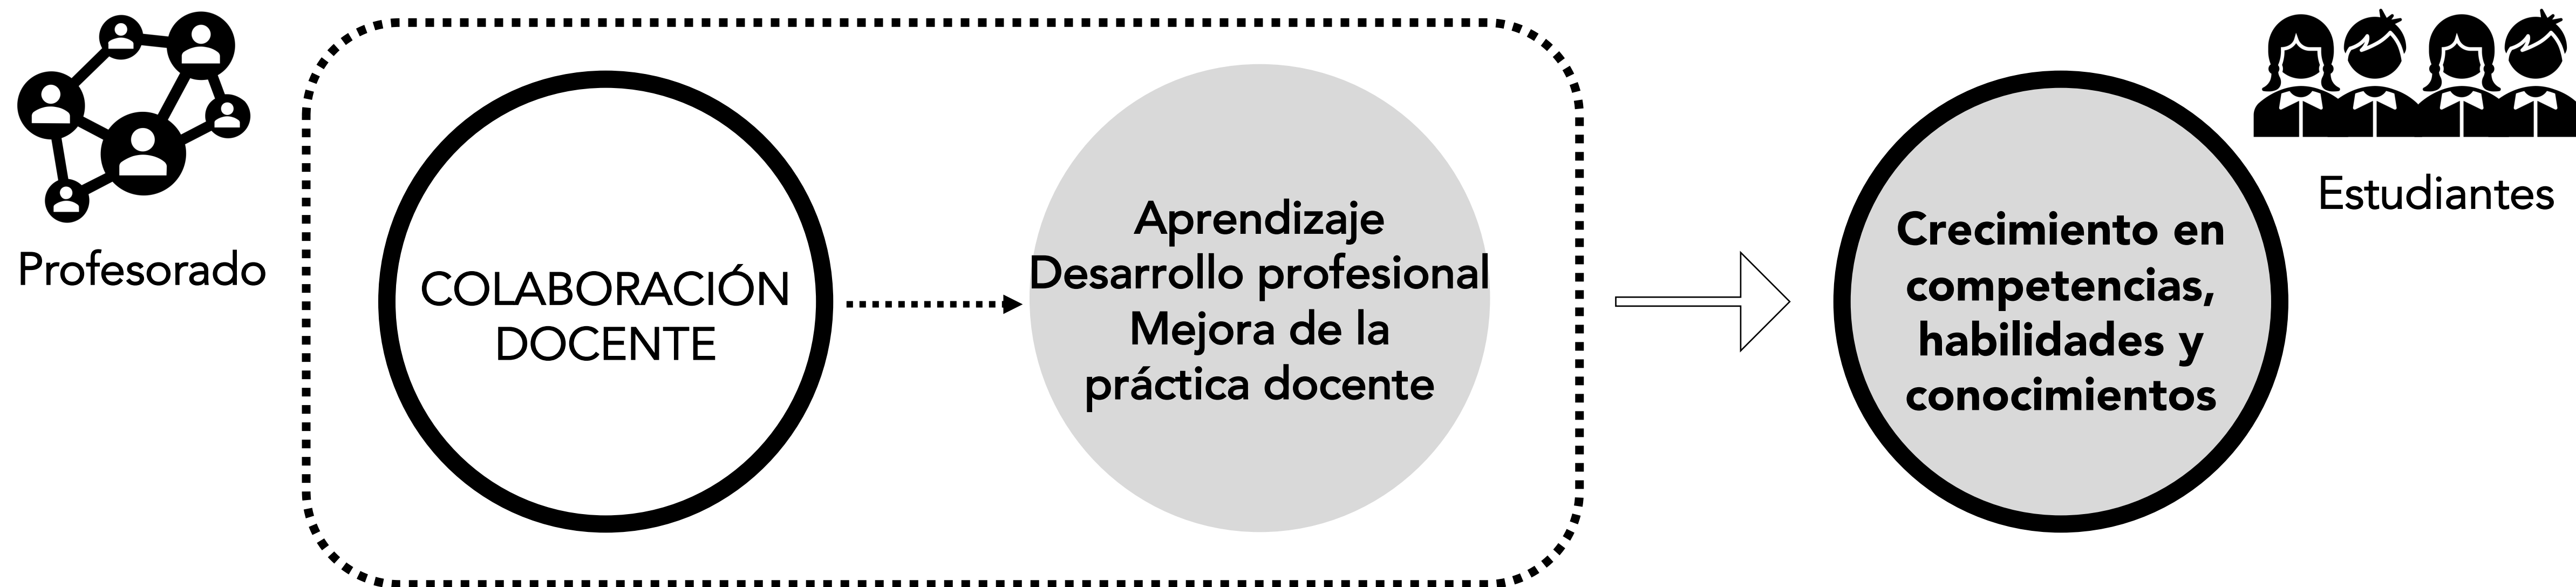 Profesorado
COLABORACIÓN
DOCENTE
Aprendizaje
Desarrollo profesional
Mejora de la
práctica docente
Crecimiento en
competencias,
habilidades y
conocimientos
Estudiantes